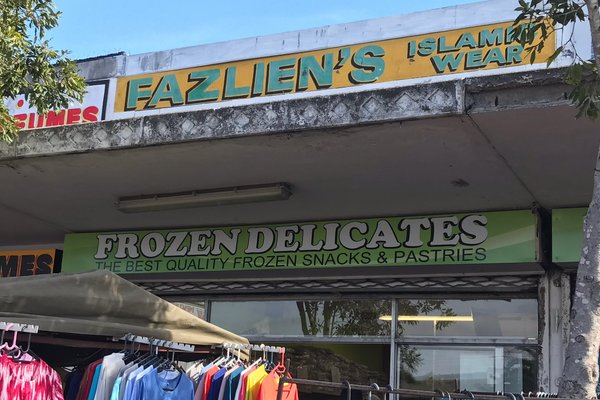 FAZLIEN'S
ISLAMIC
WEAR
FROZEN DELICATES
THE BEST QUALITY FROZEN SNACKS & PASTRIES